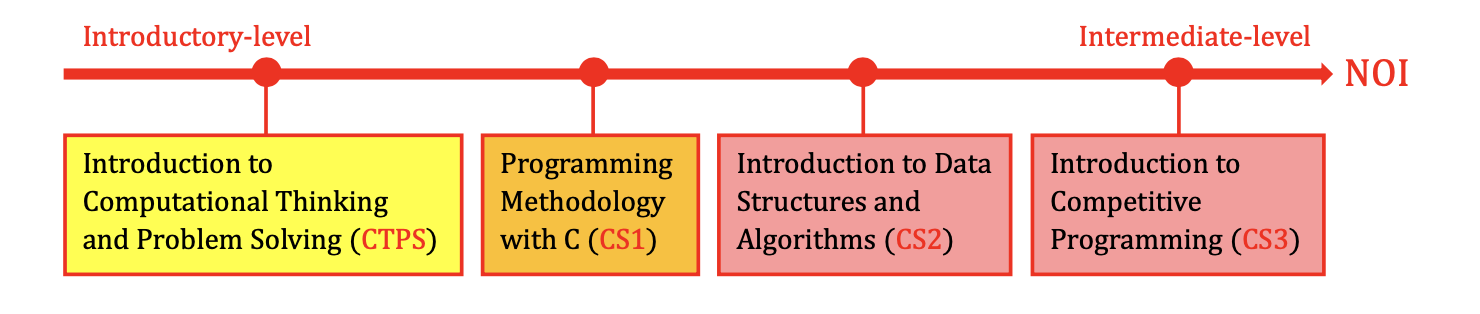 Introductory-level
Intermediate-level
NOI
Introduction to
Computational Thinking
and Problem Solving (CTPS)
Programming
Methodology
with C (CS1)
Introduction to Data
Structures and
Algorithms (CS2)
Introduction to
Competitive
Programming (CS3)